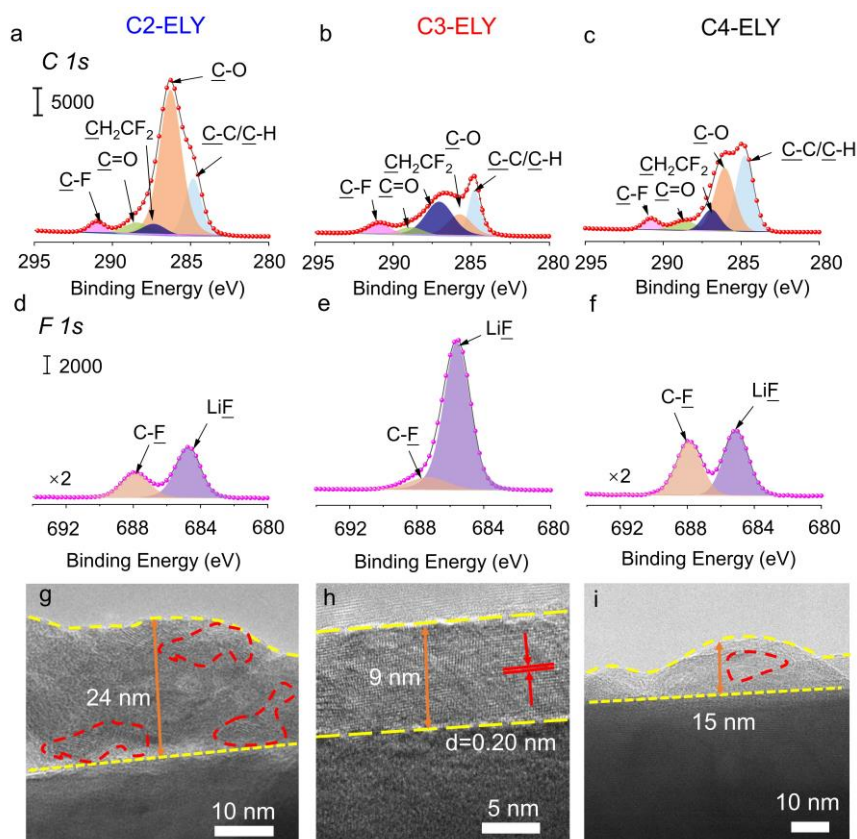 C2-ELY
C3-ELY
C4-ELY
a
b
c
C 1s
5000
C-O
CH₂CF₂
C=O
C-F
C-C/C-H
C-O
CH₂CF₂
C=O
C-F
C-C/C-H
C-O
CH₂CF₂
C=O
C-F
C-C/C-H
295 290 285 280
295 290 285 280
295 290 285 280
Binding Energy (eV)
Binding Energy (eV)
Binding Energy (eV)
d
e
f
F 1s
2000
C-F
LiF
×2
C-F
LiF
C-F
LiF
×2
692 688 684 680
692 688 684 680
692 688 684 680
Binding Energy (eV)
Binding Energy (eV)
Binding Energy (eV)
g
24 nm
10 nm
h
9 nm
d=0.20 nm
5 nm
i
15 nm
10 nm